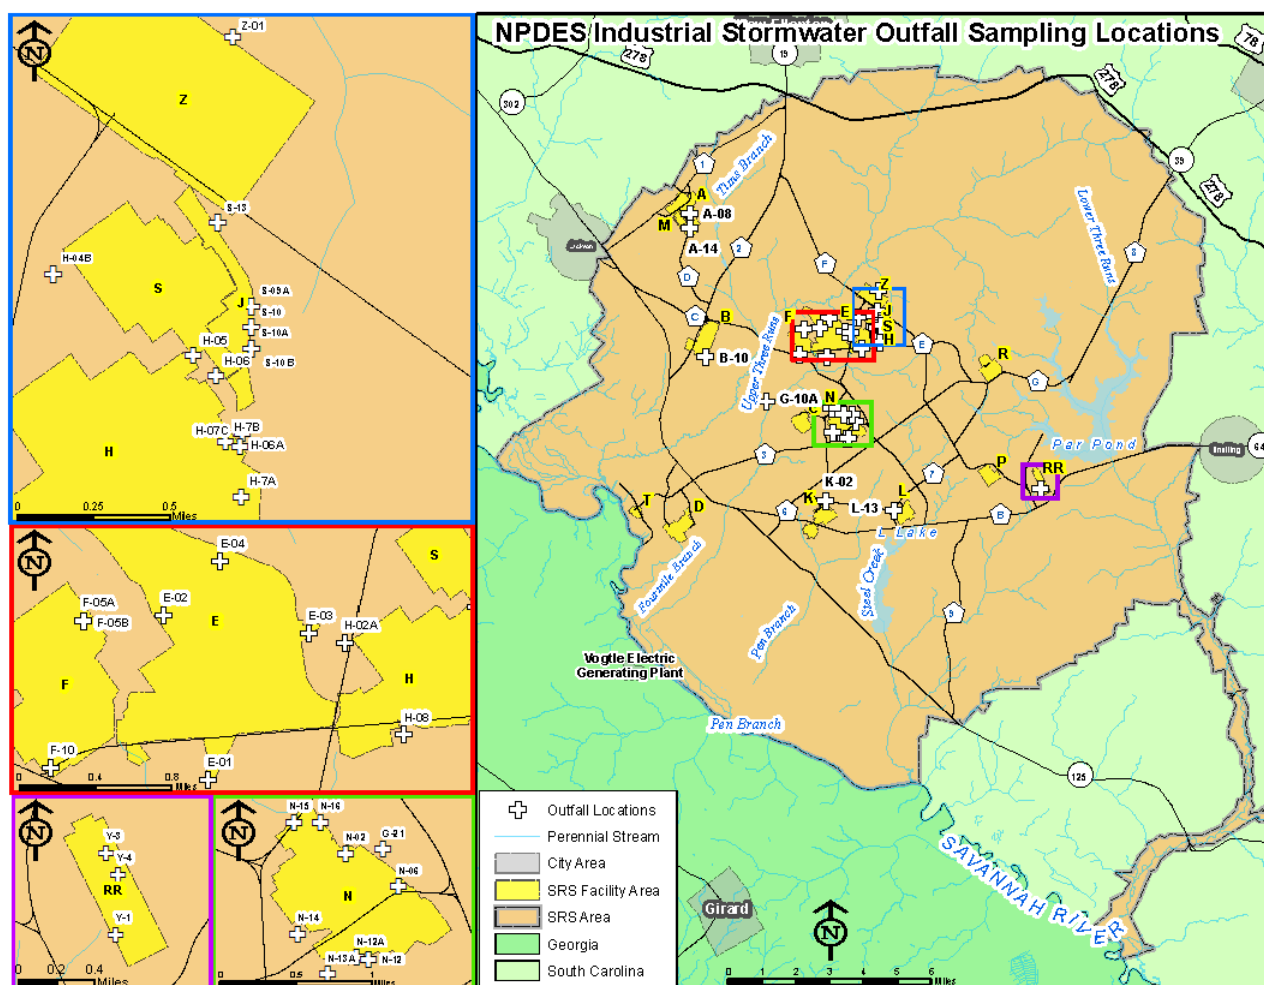 NPDES Industrial Stormwater Outfall Sampling Locations
N
Z-01
Z
S-13
H-04B
S
J
S-09A
S-10
S-10A
S-10B
H-05
H-06
H-07C
H-7B
H-06A
H
H-7A
0
0.25
0.5
Miles
N
E-04
S
F-05A
F-05B
E-02
E
E-03
H-02A
F
H
H-08
F-10
E-01
0
0.4
0.8
Miles
N
Y-3
Y-4
RR
Y-1
0
0.2
0.4
Miles
N
N-15
N-16
N-02
G-21
N-06
N
N-14
N-12A
N-13A
N-12
0
0.5
1
Miles
278
19
78
278
302
39
278
1
Tims Branch
A
A-08
M
A-14
2
D
F
Lower Three Runs
8
Jackson
Z
C
B
F
E
J
S
H
E
B-10
Upper Three Runs
R
G
G-10A
N
C
3
Par Pond
Snelling
64
P
RR
7
K-02
K
L
L-13
T
D
6
B
L Lake
Fourmile Branch
Steel Creek
9
Pen Branch
Vogtle Electric
Generating Plant
Pen Branch
125
SAVANNAH RIVER
Girard
N
Outfall Locations
Perennial Stream
City Area
SRS Facility Area
SRS Area
Georgia
South Carolina
0
1
2
3
4
5
6
Miles